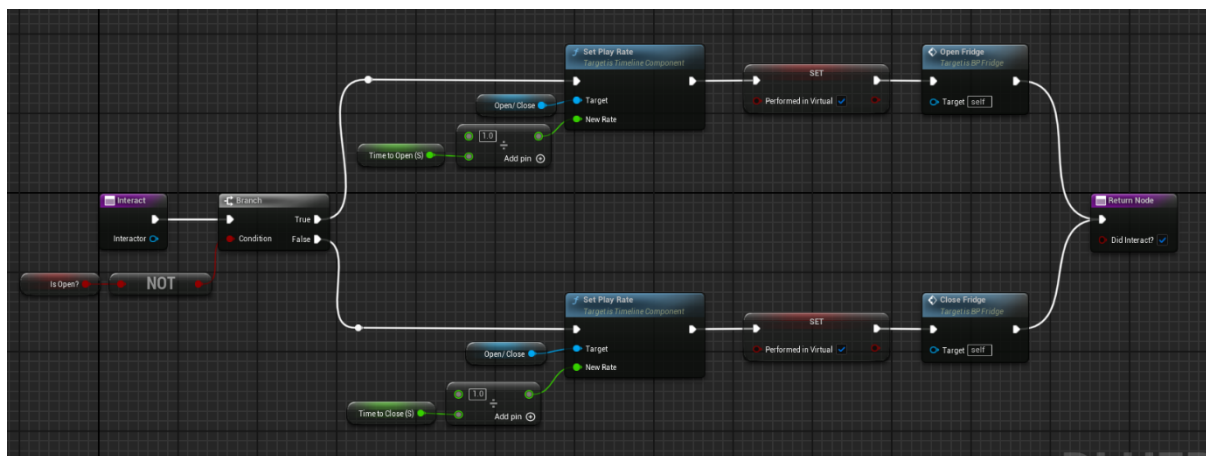 Set Play Rate
Target is Timeline Component
Target
New Rate
Open/ Close
1.0
÷
Add pin
Time to Open (S)
SET
Performed in Virtual
Open Fridge
Target is BP Fridge
Target self
Interact
Interactor
Branch
True
Condition
False
Is Open?
NOT
Return Node
Did Interact?
Set Play Rate
Target is Timeline Component
Target
New Rate
Open/ Close
1.0
÷
Add pin
Time to Close (S)
SET
Performed in Virtual
Close Fridge
Target is BP Fridge
Target self